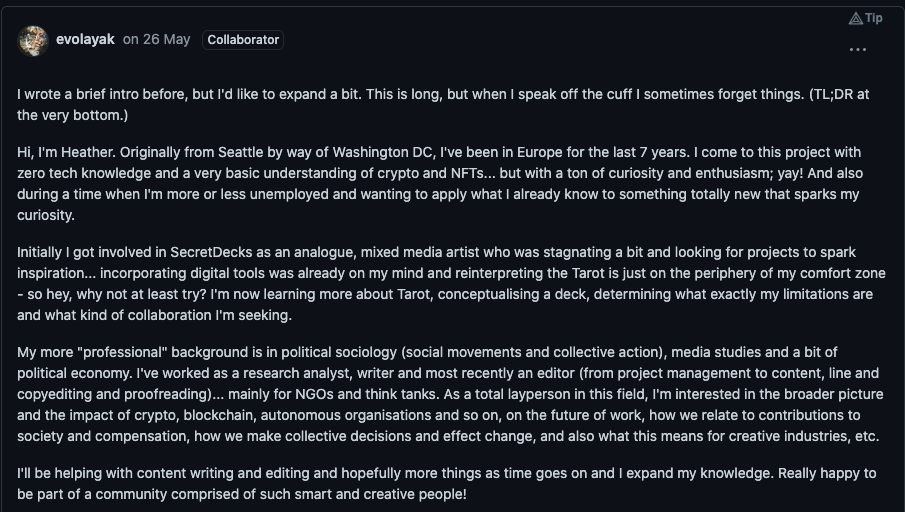 Tip
evolayak on 26 May Collaborator
...
I wrote a brief intro before, but I'd like to expand a bit. This is long, but when I speak off the cuff I sometimes forget things. (TL;DR at
the very bottom.)
Hi, I'm Heather. Originally from Seattle by way of Washington DC, I've been in Europe for the last 7 years. I come to this project with
zero tech knowledge and a very basic understanding of crypto and NFTs... but with a ton of curiosity and enthusiasm; yay! And also
during a time when I'm more or less unemployed and wanting to apply what I already know to something totally new that sparks my
curiosity.
Initially I got involved in SecretDecks as an analogue, mixed media artist who was stagnating a bit and looking for projects to spark
inspiration... incorporating digital tools was already on my mind and reinterpreting the Tarot is just on the periphery of my comfort zone
- so hey, why not at least try? I'm now learning more about Tarot, conceptualising a deck, determining what exactly my limitations are
and what kind of collaboration I'm seeking.
My more "professional" background is in political sociology (social movements and collective action), media studies and a bit of
political economy. I've worked as a research analyst, writer and most recently an editor (from project management to content, line and
copyediting and proofreading)... mainly for NGOs and think tanks. As a total layperson in this field, I'm interested in the broader picture
and the impact of crypto, blockchain, autonomous organisations and so on, on the future of work, how we relate to contributions to
society and compensation, how we make collective decisions and effect change, and also what this means for creative industries, etc.
I'll be helping with content writing and editing and hopefully more things as time goes on and I expand my knowledge. Really happy to
be part of a community comprised of such smart and creative people!